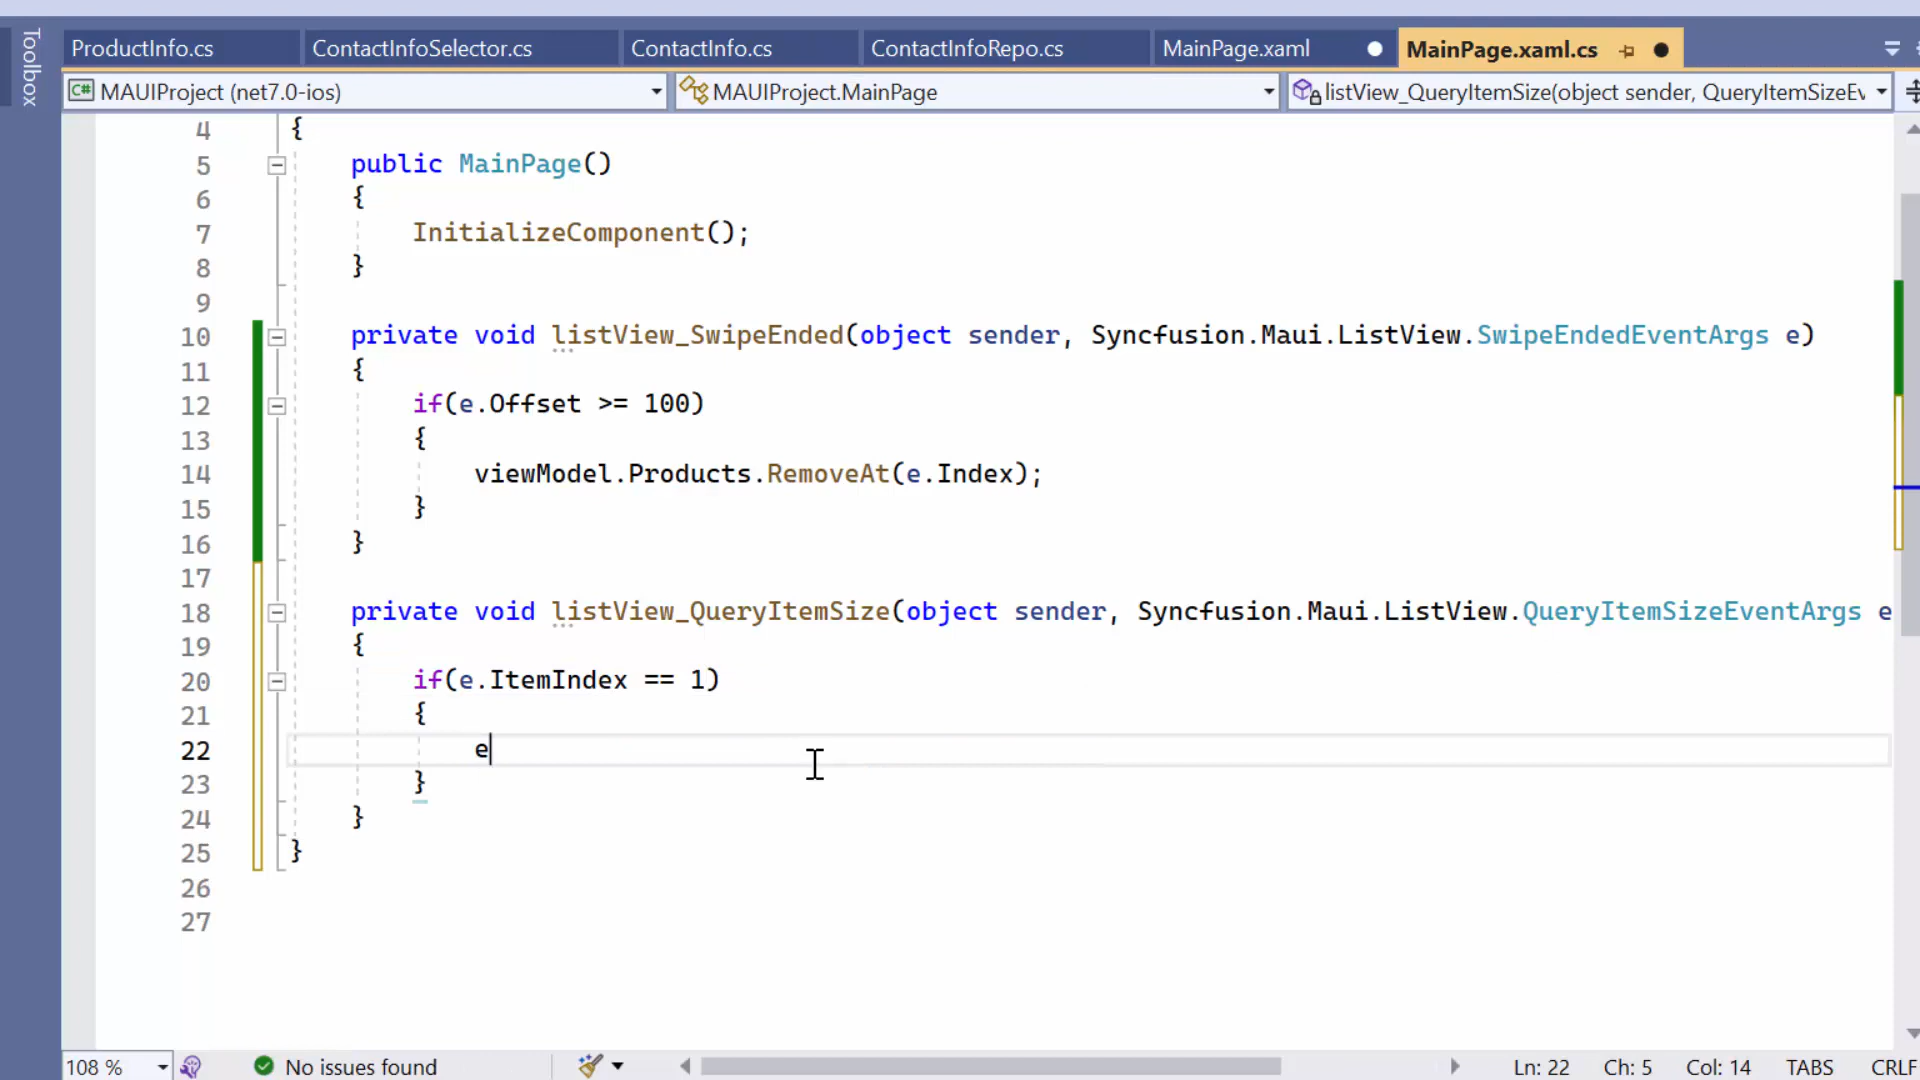 Toolbox
ProductInfo.cs ContactInfoSelector.cs ContactInfo.cs ContactInfoRepo.cs MainPage.xaml MainPage.xaml.cs
C# MAUIProject (net7.0-ios) MAUIProject.MainPage listView_QueryItemSize(object sender, QueryItemSizeEv
4 {
5 public MainPage()
6 {
7 InitializeComponent();
8 }
9
10 private void listView_SwipeEnded(object sender, Syncfusion.Maui.ListView.SwipeEndedEventArgs e)
11 {
12 if(e.Offset >= 100)
13 {
14 viewModel.Products.RemoveAt(e.Index);
15 }
16 }
17
18 private void listView_QueryItemSize(object sender, Syncfusion.Maui.ListView.QueryItemSizeEventArgs e
19 {
20 if(e.ItemIndex == 1)
21 {
22 e
23 }
24 }
25 }
26
27
108 % No issues found Ln: 22 Ch: 5 Col: 14 TABS CRLF